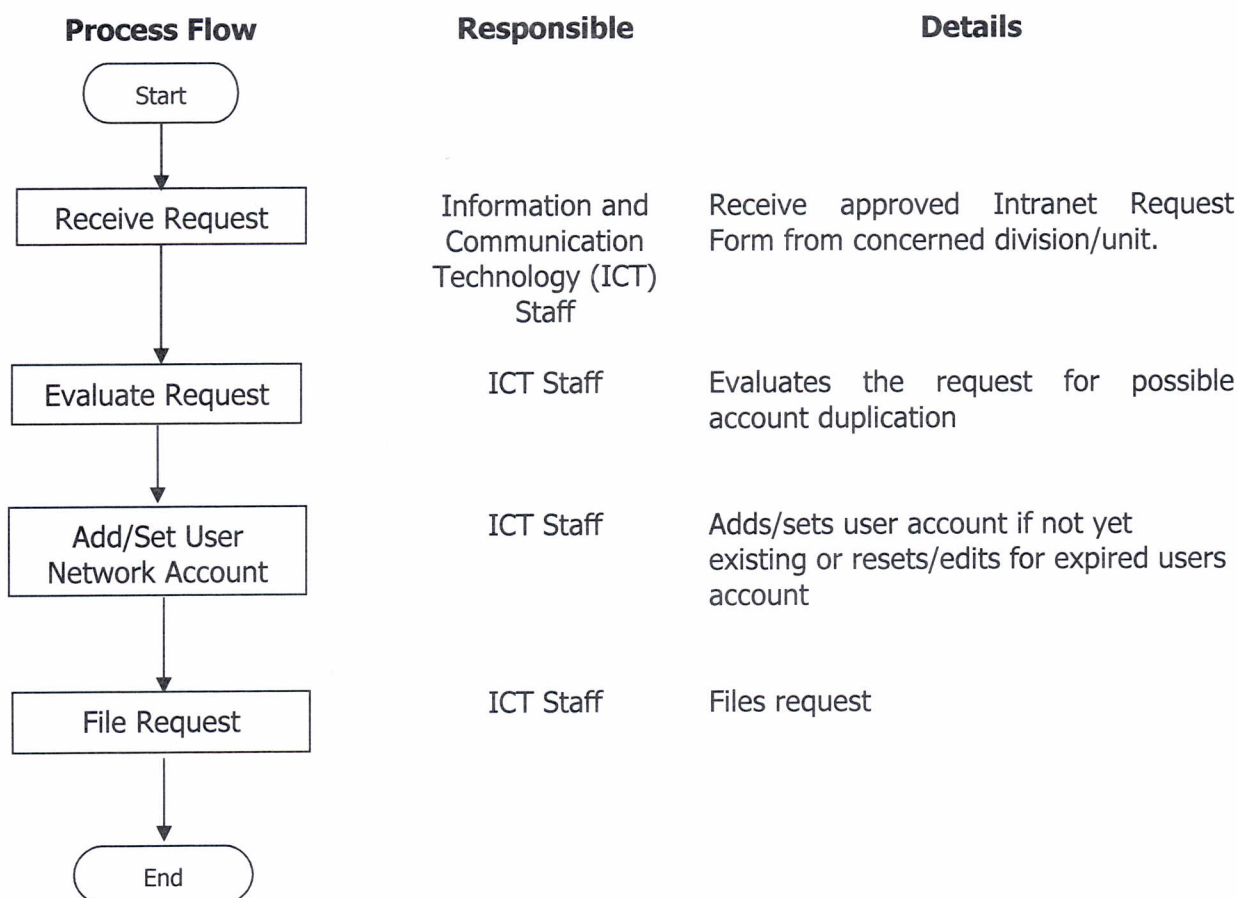 Process Flow Responsible Details
Start
Receive Request
Information and
Communication
Technology (ICT)
Staff
Receive approved Intranet Request
Form from concerned division/unit.
Evaluate Request
ICT Staff
Evaluates the request for possible
account duplication
Add/Set User
Network Account
ICT Staff
Adds/sets user account if not yet
existing or resets/edits for expired users
account
File Request
ICT Staff
Files request
End